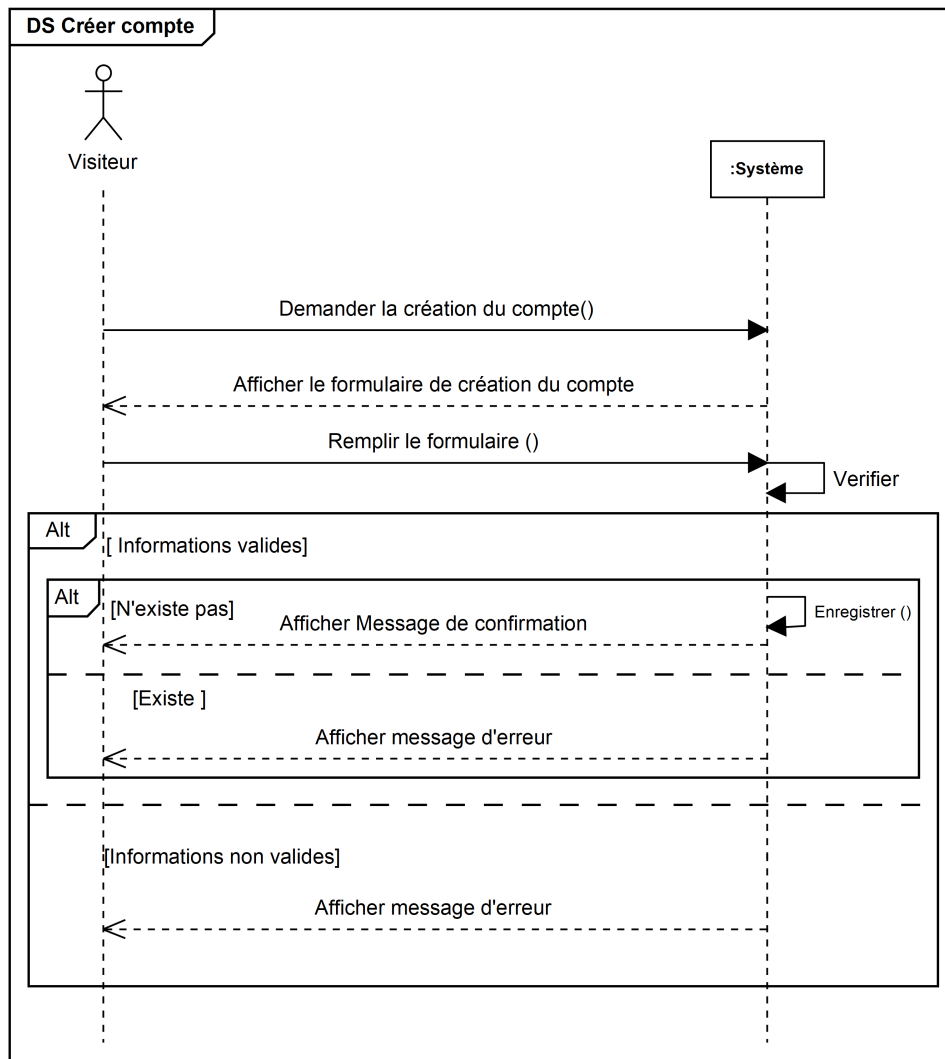 DS Créer compte
Visiteur
:Système
Demander la création du compte()
Afficher le formulaire de création du compte
Remplir le formulaire ()
Verifier
Alt
[ Informations valides]
Alt
[N'existe pas]
Enregistrer ()
Afficher Message de confirmation
[Existe ]
Afficher message d'erreur
[Informations non valides]
Afficher message d'erreur